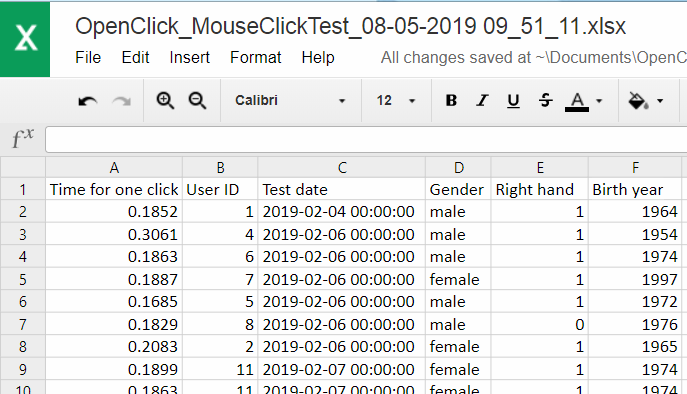 X
OpenClick_MouseClickTest_08-05-2019 09_51_11.xlsx
File Edit Insert Format Help All changes saved at ~\Documents\OpenC
Calibri 12 B I U S A
fx
A B C D E F
1 Time for one click User ID Test date Gender Right hand Birth year
2 0.1852 1 2019-02-04 00:00:00 male 1 1964
3 0.3061 4 2019-02-06 00:00:00 male 1 1954
4 0.1863 6 2019-02-06 00:00:00 male 1 1974
5 0.1887 7 2019-02-06 00:00:00 female 1 1997
6 0.1685 5 2019-02-06 00:00:00 male 1 1972
7 0.1829 8 2019-02-06 00:00:00 male 0 1976
8 0.2083 2 2019-02-06 00:00:00 female 1 1965
9 0.1899 11 2019-02-07 00:00:00 female 1 1974
10 0.1863 11 2019-02-07 00:00:00 female 1 1974